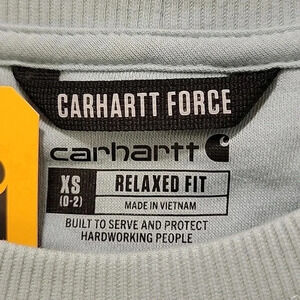 CARHARTT FORCE
carhartt
XS
(0-2)
RELAXED FIT
MADE IN VIETNAM
BUILT TO SERVE AND PROTECT
HARDWORKING PEOPLE